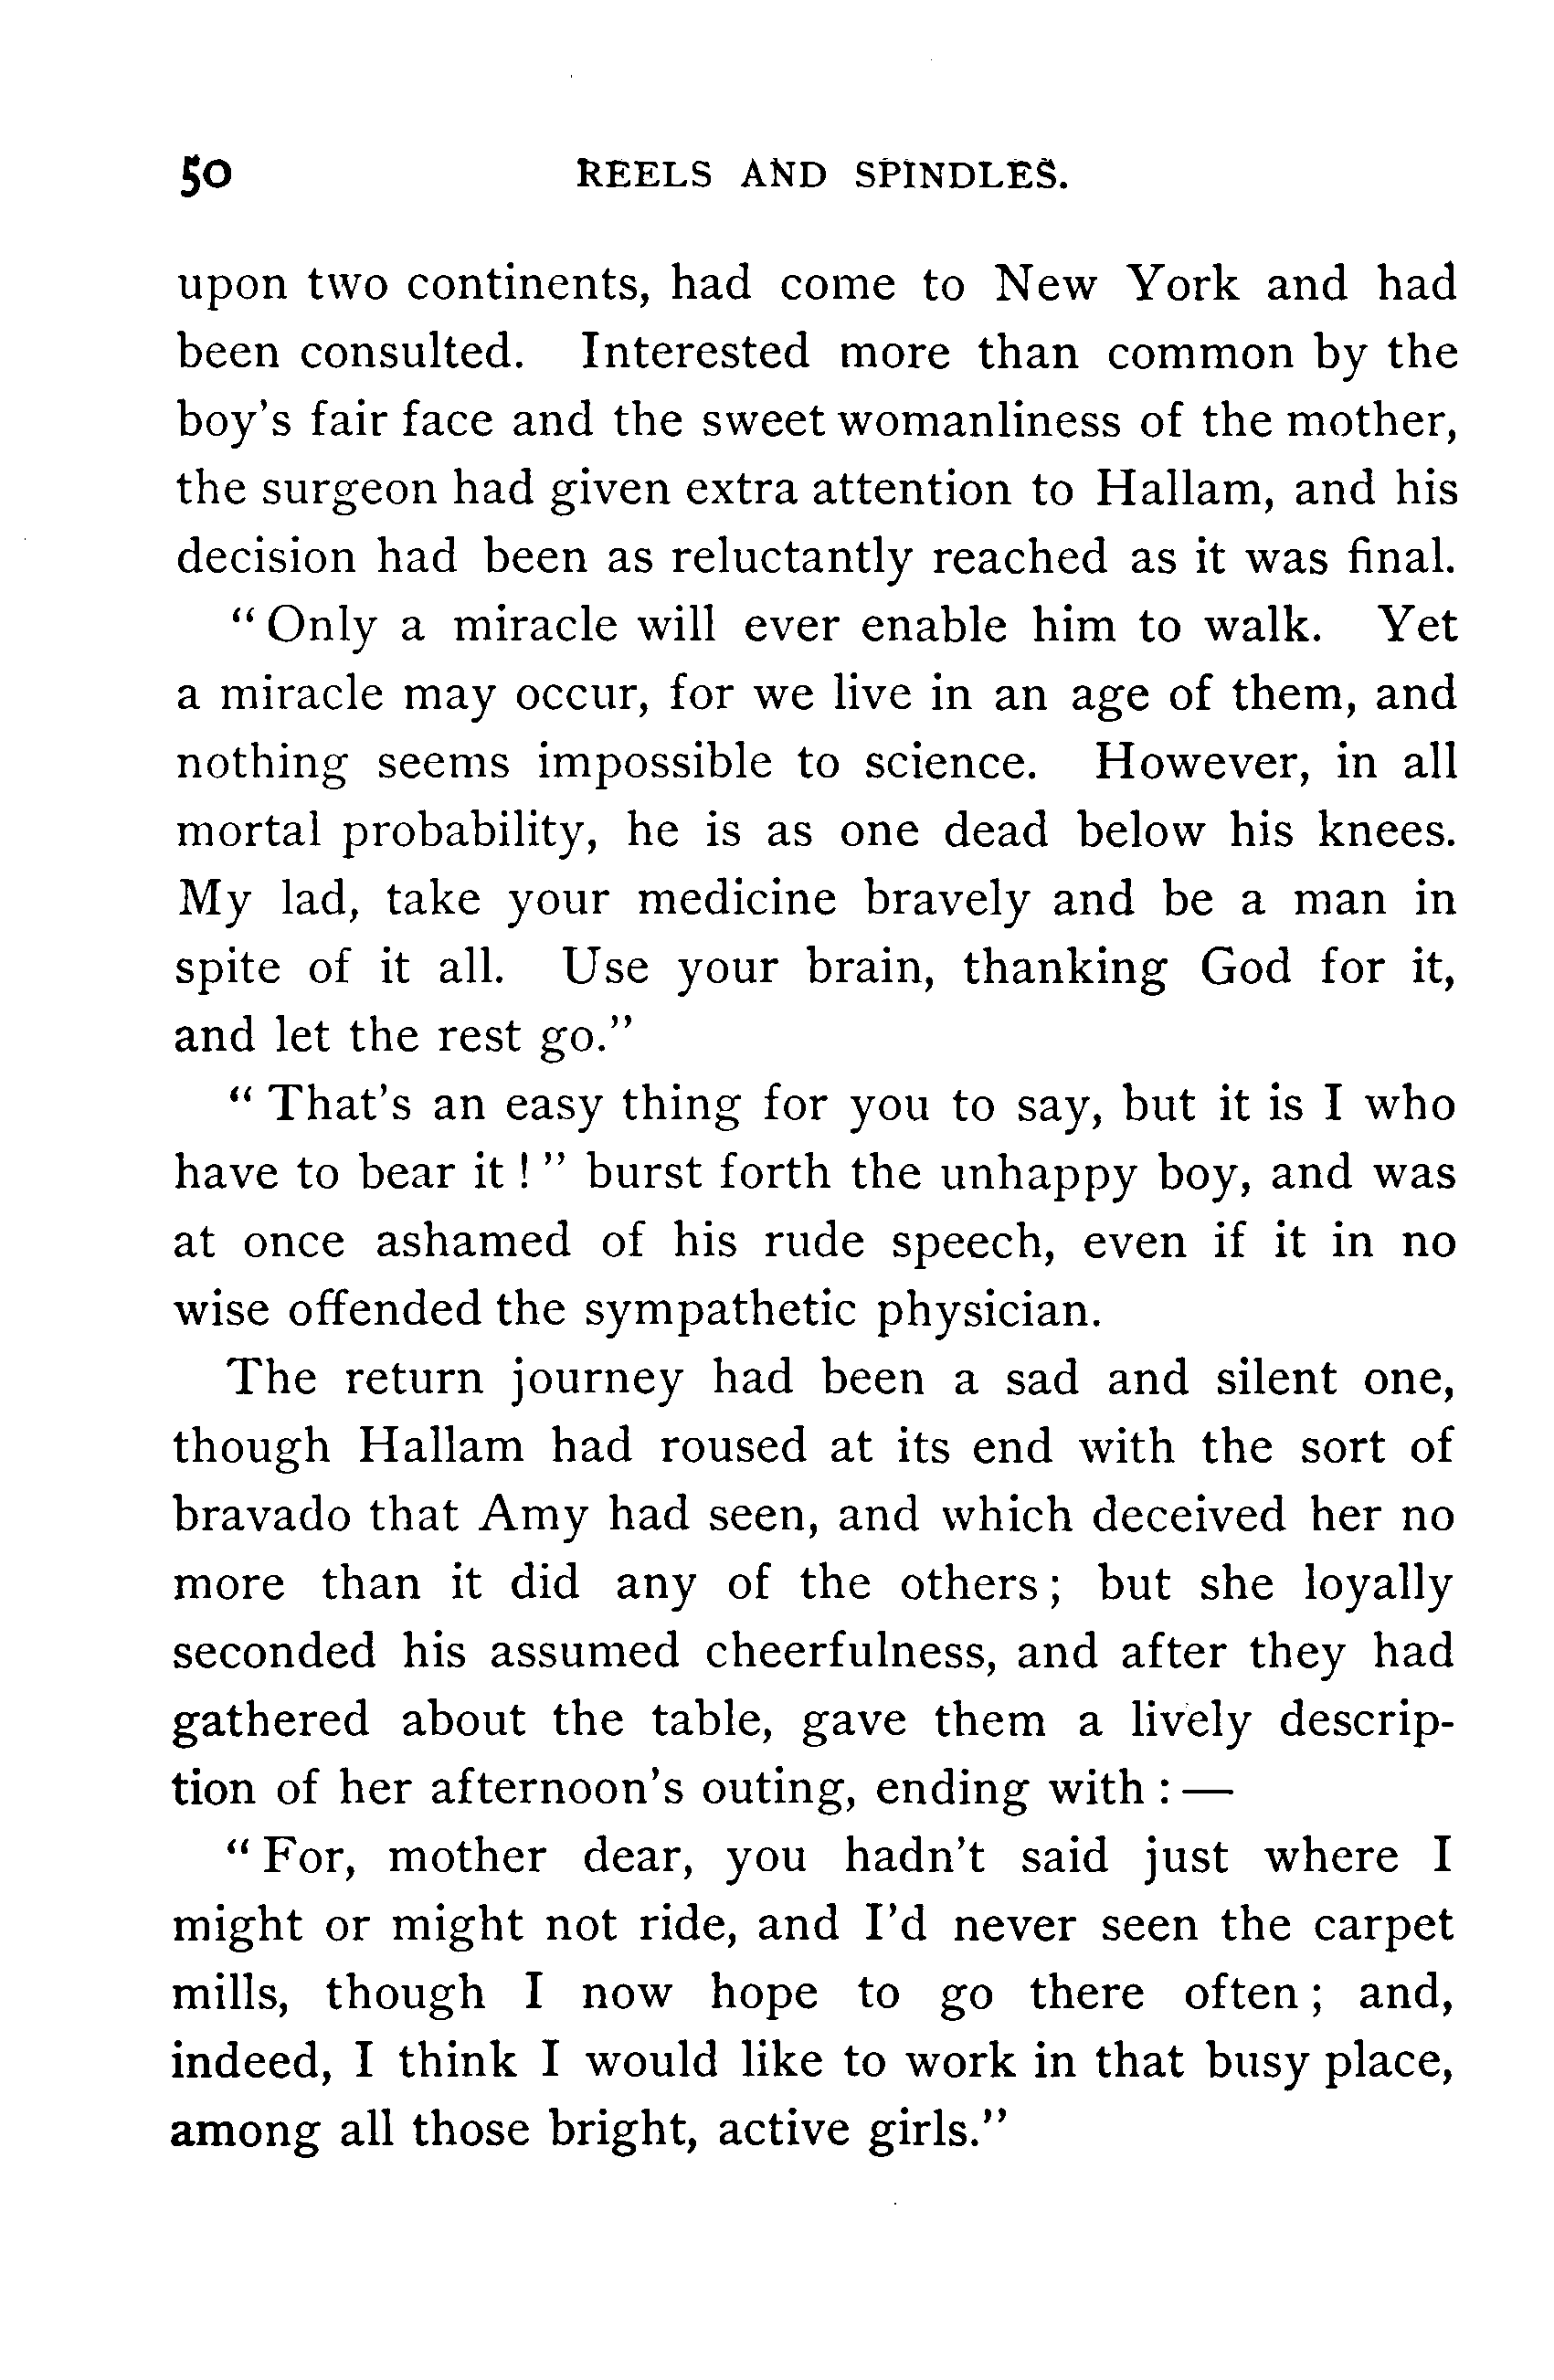 50 REELS AND SPINDLES.
upon two continents, had come to New York and had
been consulted. Interested more than common by the
boy's fair face and the sweet womanliness of the mother,
the surgeon had given extra attention to Hallam, and his
decision had been as reluctantly reached as it was final.
“Only a miracle will ever enable him to walk. Yet
a miracle may occur, for we live in an age of them, and
nothing seems impossible to science. However, in all
mortal probability, he is as one dead below his knees.
My lad, take your medicine bravely and be a man in
spite of it all. Use your brain, thanking God for it,
and let the rest go.”
“That's an easy thing for you to say, but it is I who
have to bear it!” burst forth the unhappy boy, and was
at once ashamed of his rude speech, even if it in no
wise offended the sympathetic physician.
The return journey had been a sad and silent one,
though Hallam had roused at its end with the sort of
bravado that Amy had seen, and which deceived her no
more than it did any of the others; but she loyally
seconded his assumed cheerfulness, and after they had
gathered about the table, gave them a lively descrip-
tion of her afternoon's outing, ending with:—
“For, mother dear, you hadn't said just where I
might or might not ride, and I'd never seen the carpet
mills, though I now hope to go there often; and,
indeed, I think I would like to work in that busy place,
among all those bright, active girls.”